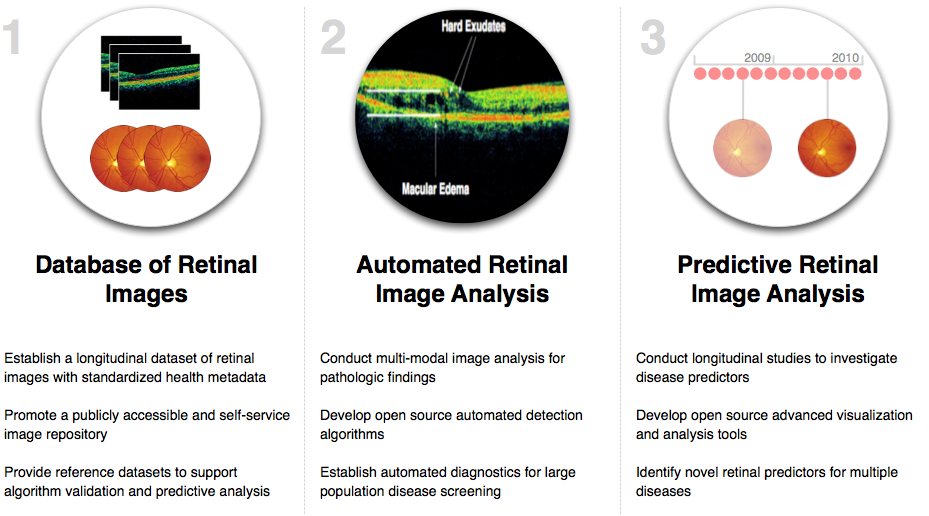 1
Database of Retinal
Images
Establish a longitudinal dataset of retinal
images with standardized health metadata
Promote a publicly accessible and self-service
image repository
Provide reference datasets to support
algorithm validation and predictive analysis
2
Hard Exudates
Macular Edema
Automated Retinal
Image Analysis
Conduct multi-modal image analysis for
pathologic findings
Develop open source automated detection
algorithms
Establish automated diagnostics for large
population disease screening
3
2009
2010
Predictive Retinal
Image Analysis
Conduct longitudinal studies to investigate
disease predictors
Develop open source advanced visualization
and analysis tools
Identify novel retinal predictors for multiple
diseases